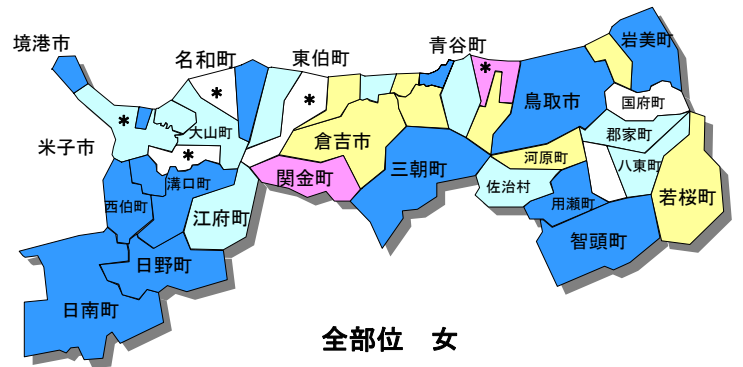 境港市
名和町
東伯町
青谷町
岩美町
*
*
鳥取市
国府町
*
*
大山町
米子市
*
倉吉市
郡家町
河原町
八東町
三朝町
関金町
溝口町
佐治村
若桜町
西伯町
江府町
用瀬町
智頭町
日野町
日南町
全部位 女